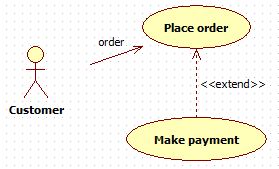 Place order
order
Customer
<<extend>>
Make payment